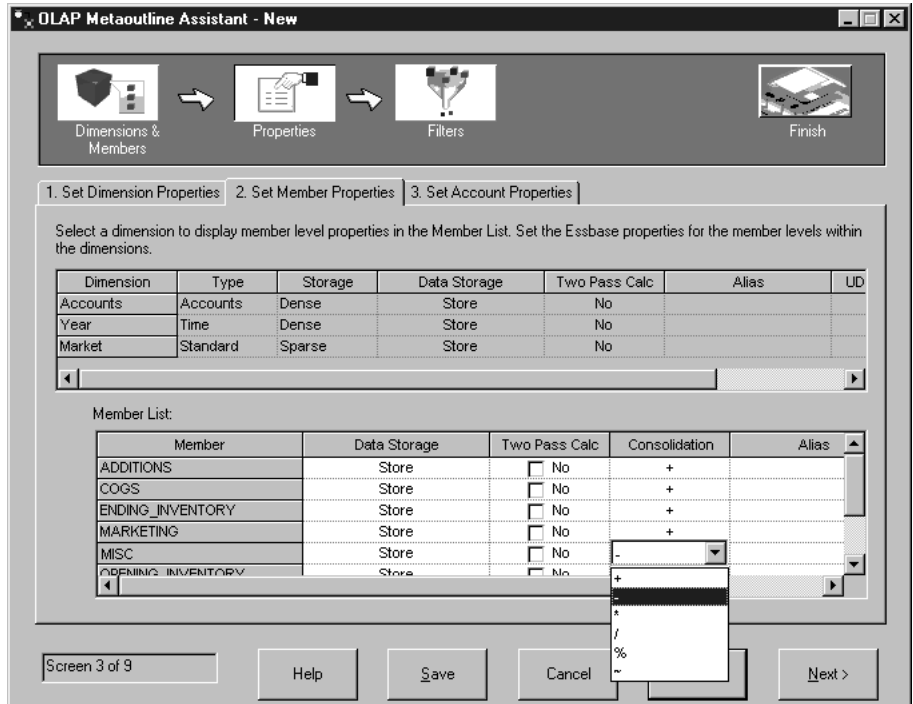 OLAP Metaoutline Assistant - New
Dimensions &
Members
Properties
Filters
Finish
1. Set Dimension Properties
2. Set Member Properties
3. Set Account Properties
Select a dimension to display member level properties in the Member List. Set the Essbase properties for the member levels within
the dimensions.
Dimension Type Storage Data Storage Two Pass Calc Alias UD
Accounts Accounts Dense Store No
Year Time Dense Store No
Market Standard Sparse Store No
Member List:
Member Data Storage Two Pass Calc Consolidation Alias
ADDITIONS Store No +
COGS Store No +
ENDING_INVENTORY Store No +
MARKETING Store No +
MISC Store No -
OPENING_INVENTORY Store No
+
-
*
/
%
~
Screen 3 of 9
Help
Save
Cancel
Next >